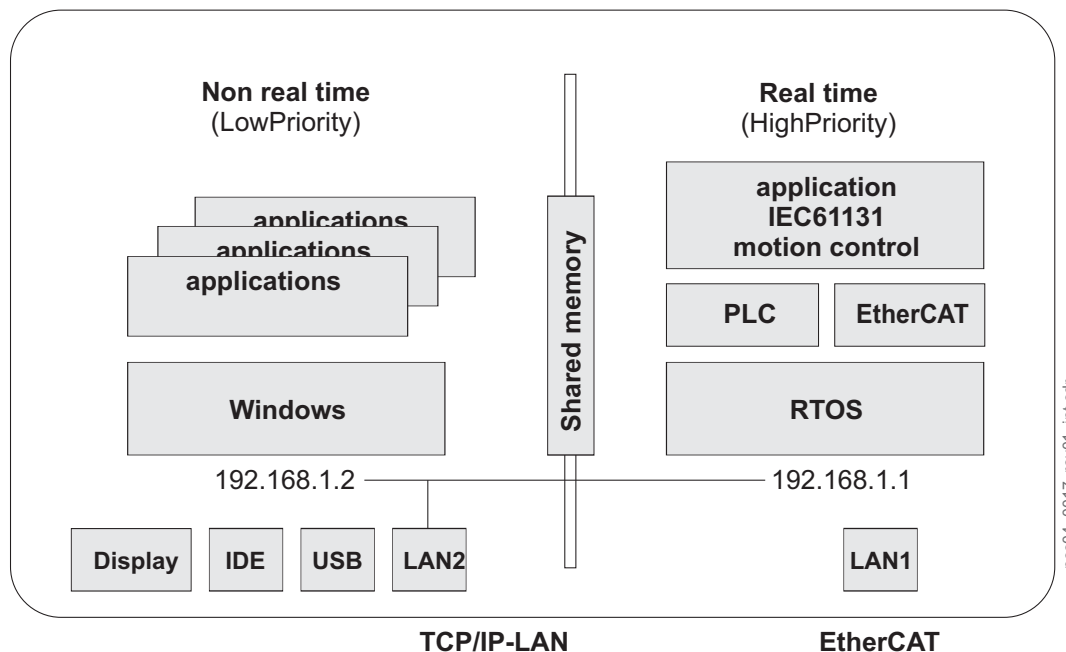 Non real time
(LowPriority)
applications
applications
applications
Windows
192.168.1.2
Display
IDE
USB
LAN2
Shared memory
Real time
(HighPriority)
application
IEC61131
motion control
PLC
EtherCAT
RTOS
192.168.1.1
LAN1
TCP/IP-LAN
EtherCAT